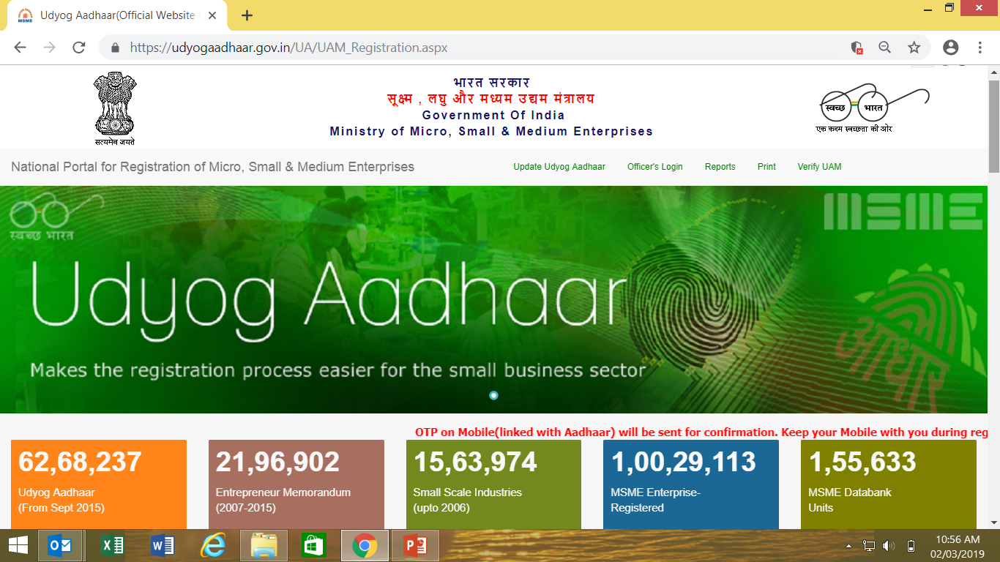 Udyog Aadhaar(Official Website
https://udyogaadhaar.gov.in/UA/UAM_Registration.aspx
भारत सरकार
सूक्ष्म , लघु और मध्यम उद्यम मंत्रालय
Government Of India
Ministry of Micro, Small & Medium Enterprises
सत्यमेव जयते
स्वच्छ भारत
एक कदम स्वच्छता की ओर
National Portal for Registration of Micro, Small & Medium Enterprises
Update Udyog Aadhaar Officer's Login Reports Print Verify UAM
स्वच्छ भारत
MSME
Udyog Aadhaar
Makes the registration process easier for the small business sector
आधार
OTP on Mobile(linked with Aadhaar) will be sent for confirmation. Keep your Mobile with you during reg
62,68,237
Udyog Aadhaar
(From Sept 2015)
21,96,902
Entrepreneur Memorandum
(2007-2015)
15,63,974
Small Scale Industries
(upto 2006)
1,00,29,113
MSME Enterprise-
Registered
1,55,633
MSME Databank
Units
10:56 AM
02/03/2019